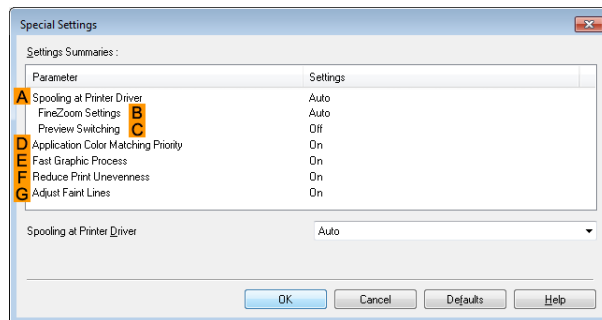 Special Settings
Settings Summaries :
Parameter Settings
A Spooling at Printer Driver Auto
FineZoom Settings B Auto
Preview Switching C Off
D Application Color Matching Priority On
E Fast Graphic Process On
F Reduce Print Unevenness On
G Adjust Faint Lines On
Spooling at Printer Driver Auto
OK Cancel Defaults Help